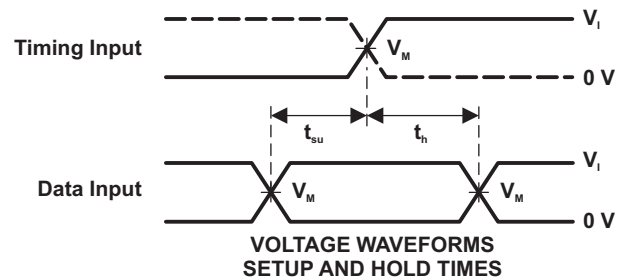 V_I
Timing Input
V_M
0 V
t_su
t_h
V_I
Data Input
V_M
V_M
0 V
VOLTAGE WAVEFORMS
SETUP AND HOLD TIMES